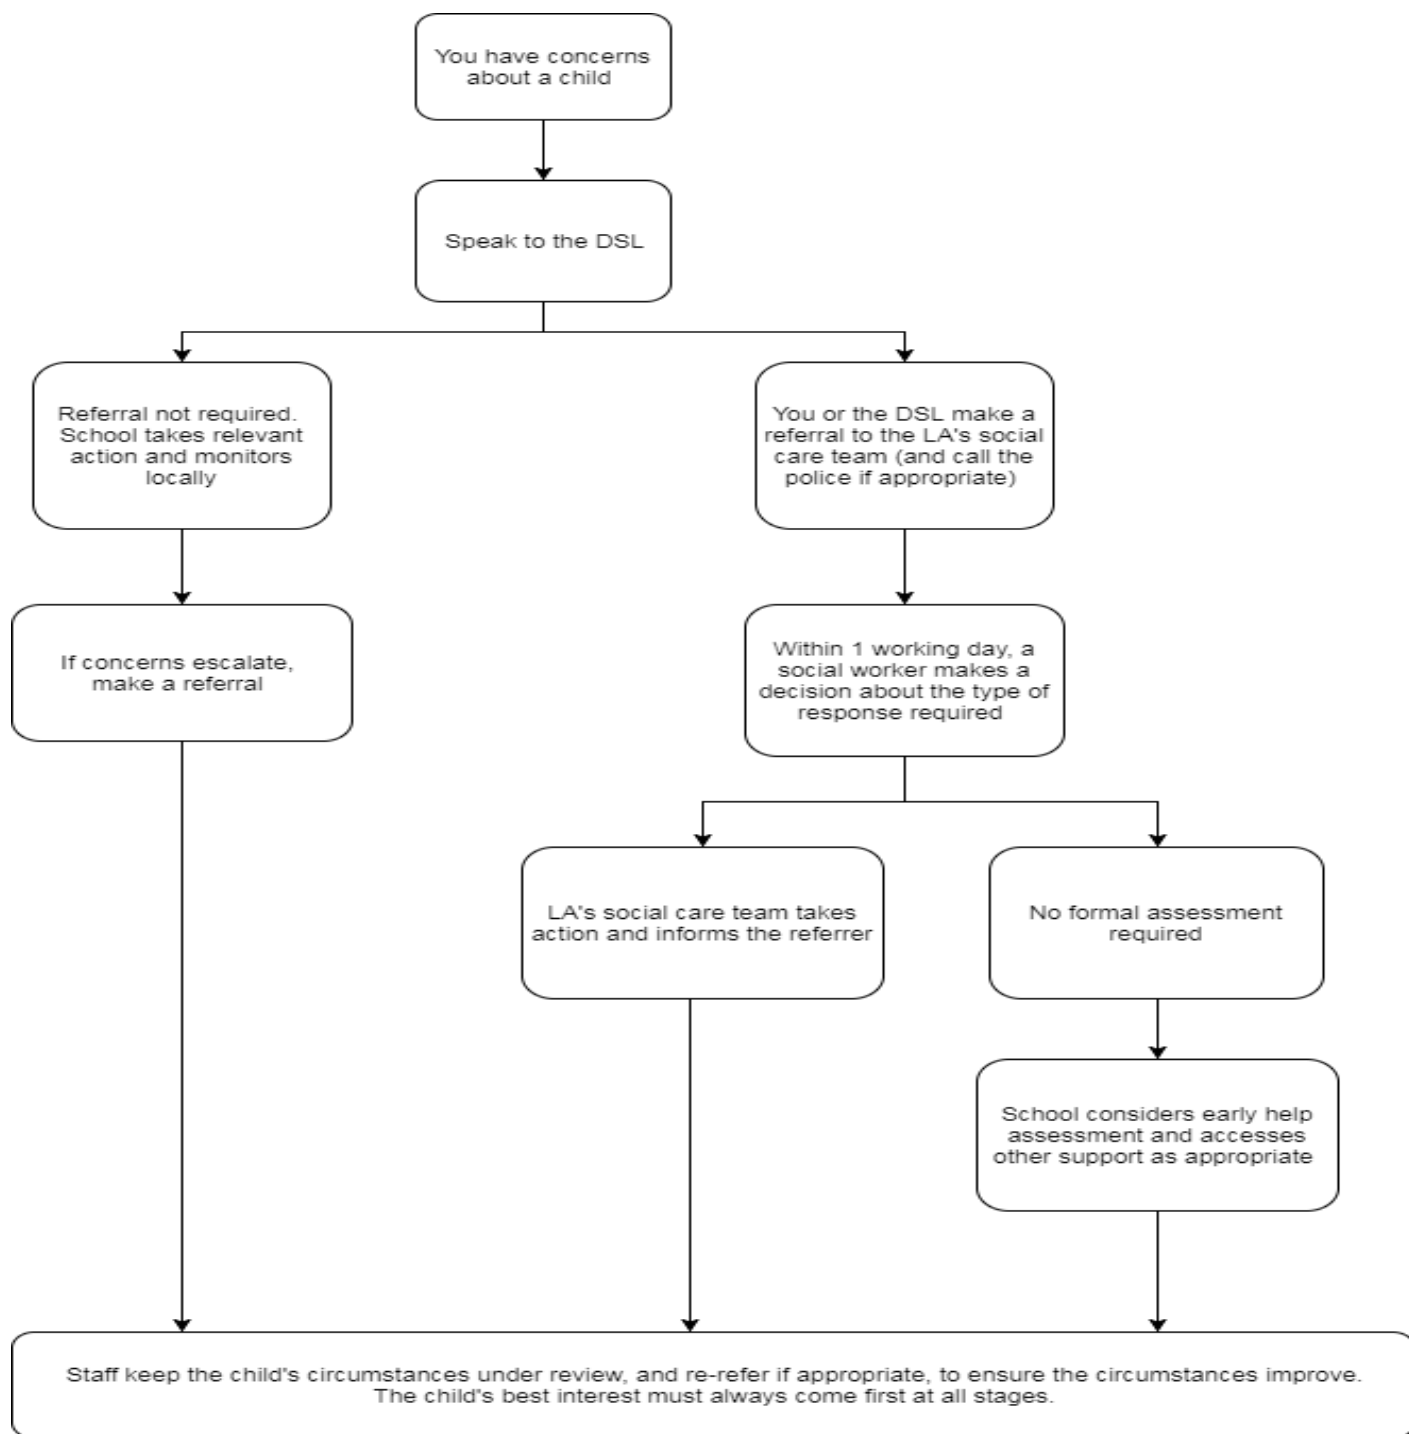 You have concerns
about a child
Speak to the DSL
Referral not required.
School takes relevant
action and monitors
locally
You or the DSL make a
referral to the LA's social
care team (and call the
police if appropriate)
If concerns escalate,
make a referral
Within 1 working day, a
social worker makes a
decision about the type of
response required
LA's social care team takes
action and informs the referrer
No formal assessment
required
School considers early help
assessment and accesses
other support as appropriate
Staff keep the child's circumstances under review, and re-refer if appropriate, to ensure the circumstances improve.
The child's best interest must always come first at all stages.